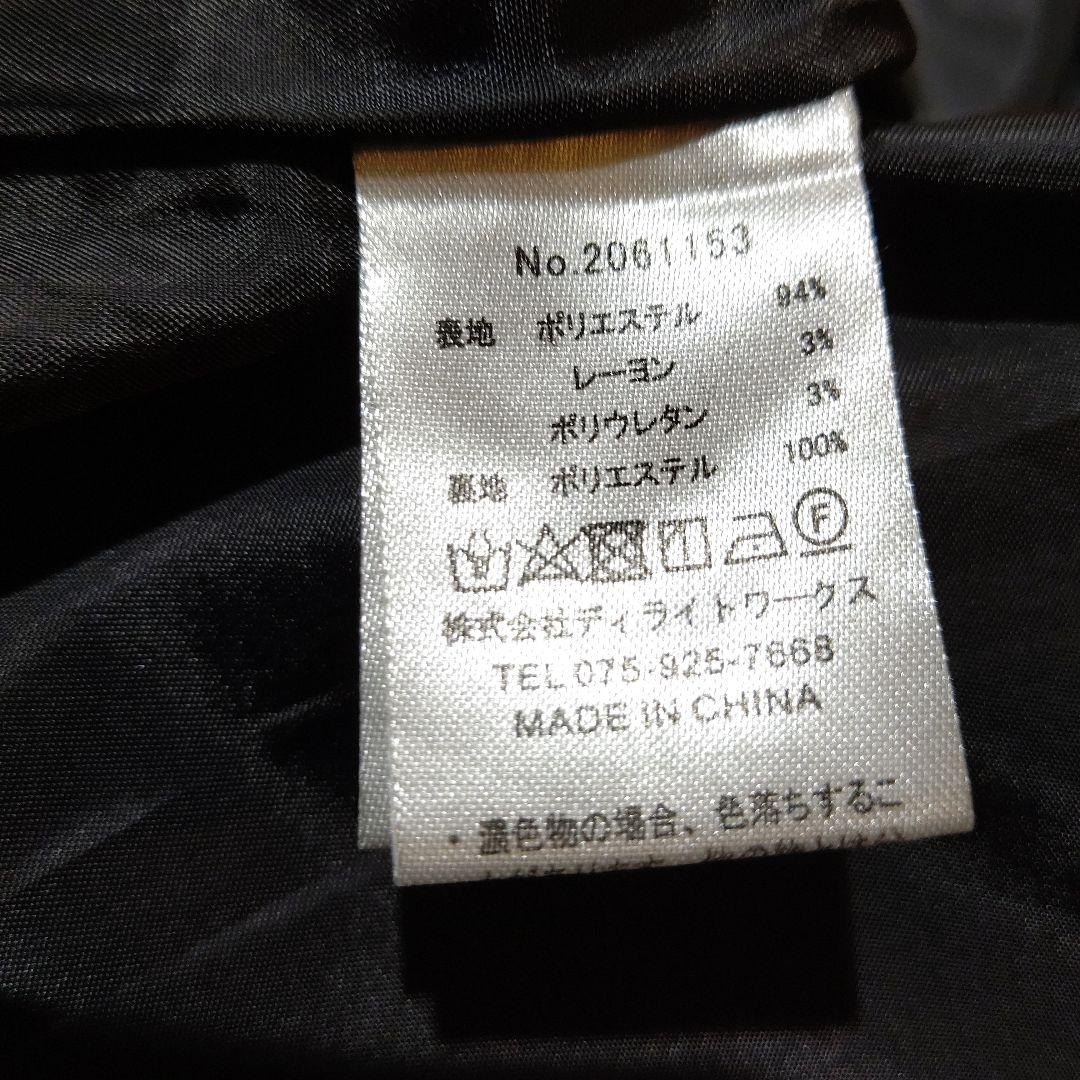 No.2061153
表地 ポリエステル 94%
レーヨン 3%
ポリウレタン 3%
裏地 ポリエステル 100%
F
株式会社ディライトワークス
TEL 075-925-7668
MADE IN CHINA
・濃色物の場合、色落ちするこ